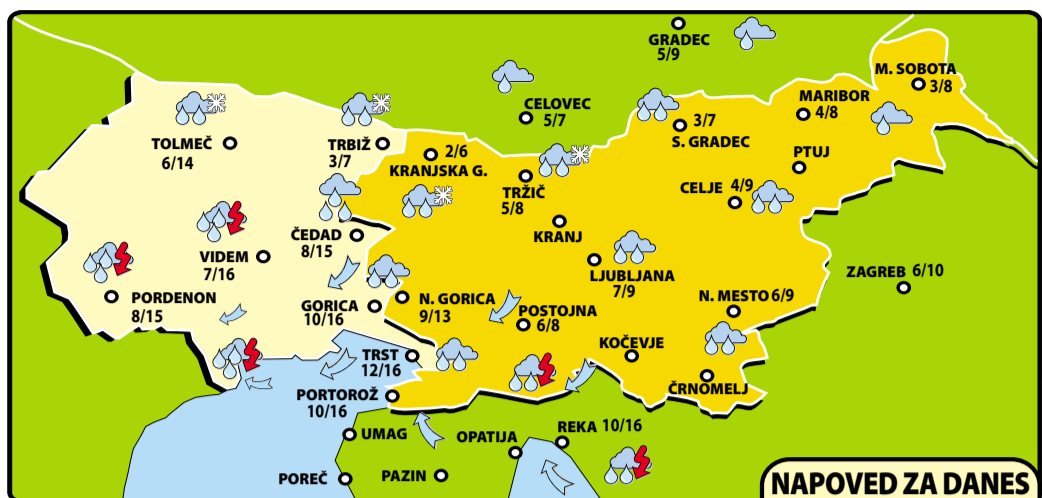 GRADEC
5/9
M. SOBOTA
3/8
CELOVEC
5/7
MARIBOR
4/8
3/7
S. GRADEC
TOLMEČ
6/14
TRBIŽ
3/7
2/6
KRANJSKA G.
PTUJ
TRŽIČ
5/8
CELJE 4/9
KRANJ
ČEDAD
8/15
VIDEM
7/16
LJUBLJANA
7/9
ZAGREB 6/10
PORDENON
8/15
GORICA
10/16
N. GORICA
9/13
POSTOJNA
6/8
N. MESTO 6/9
KOČEVJE
TRST
12/16
ČRNOMELJ
PORTOROŽ
10/16
UMAG
OPATIJA
REKA 10/16
POREČ
PAZIN
NAPOVED ZA DANES